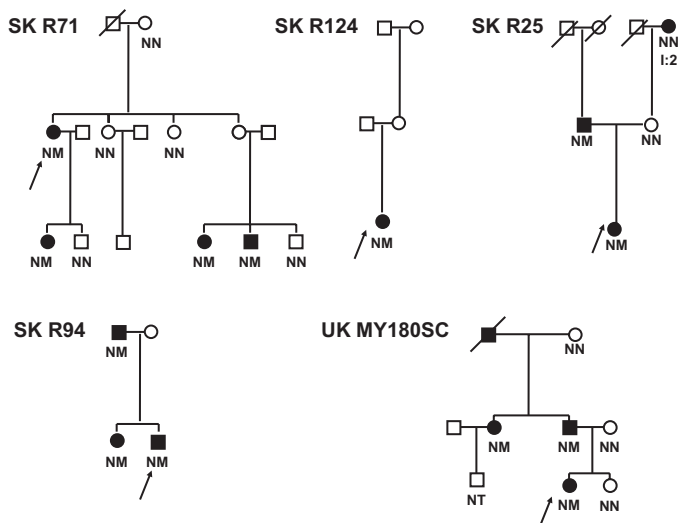 SK R71 SK R124 SK R25
NN NN
I:2
NM NN NN NM NN
NM NN NM NM NN NM NM
SK R94 UK MY180SC
NM NN
NM NM NN
NM NM
NT NM NN